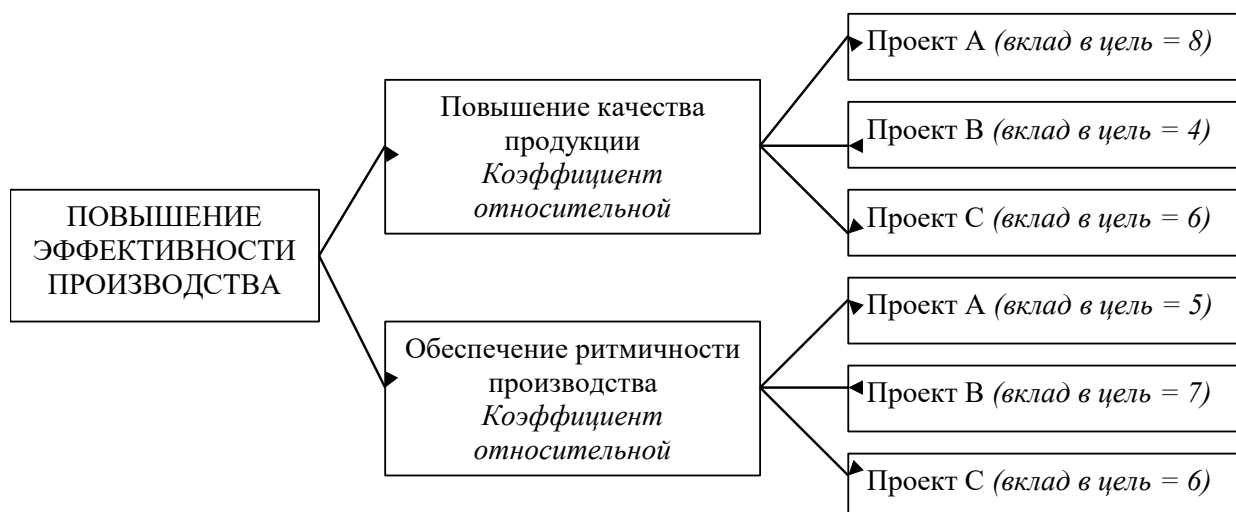 ПОВЫШЕНИЕ
ЭФФЕКТИВНОСТИ
ПРОИЗВОДСТВА
Повышение качества
продукции
Коэффициент
относительной
Обеспечение ритмичности
производства
Коэффициент
относительной
Проект А (вклад в цель = 8)
Проект В (вклад в цель = 4)
Проект С (вклад в цель = 6)
Проект А (вклад в цель = 5)
Проект В (вклад в цель = 7)
Проект С (вклад в цель = 6)